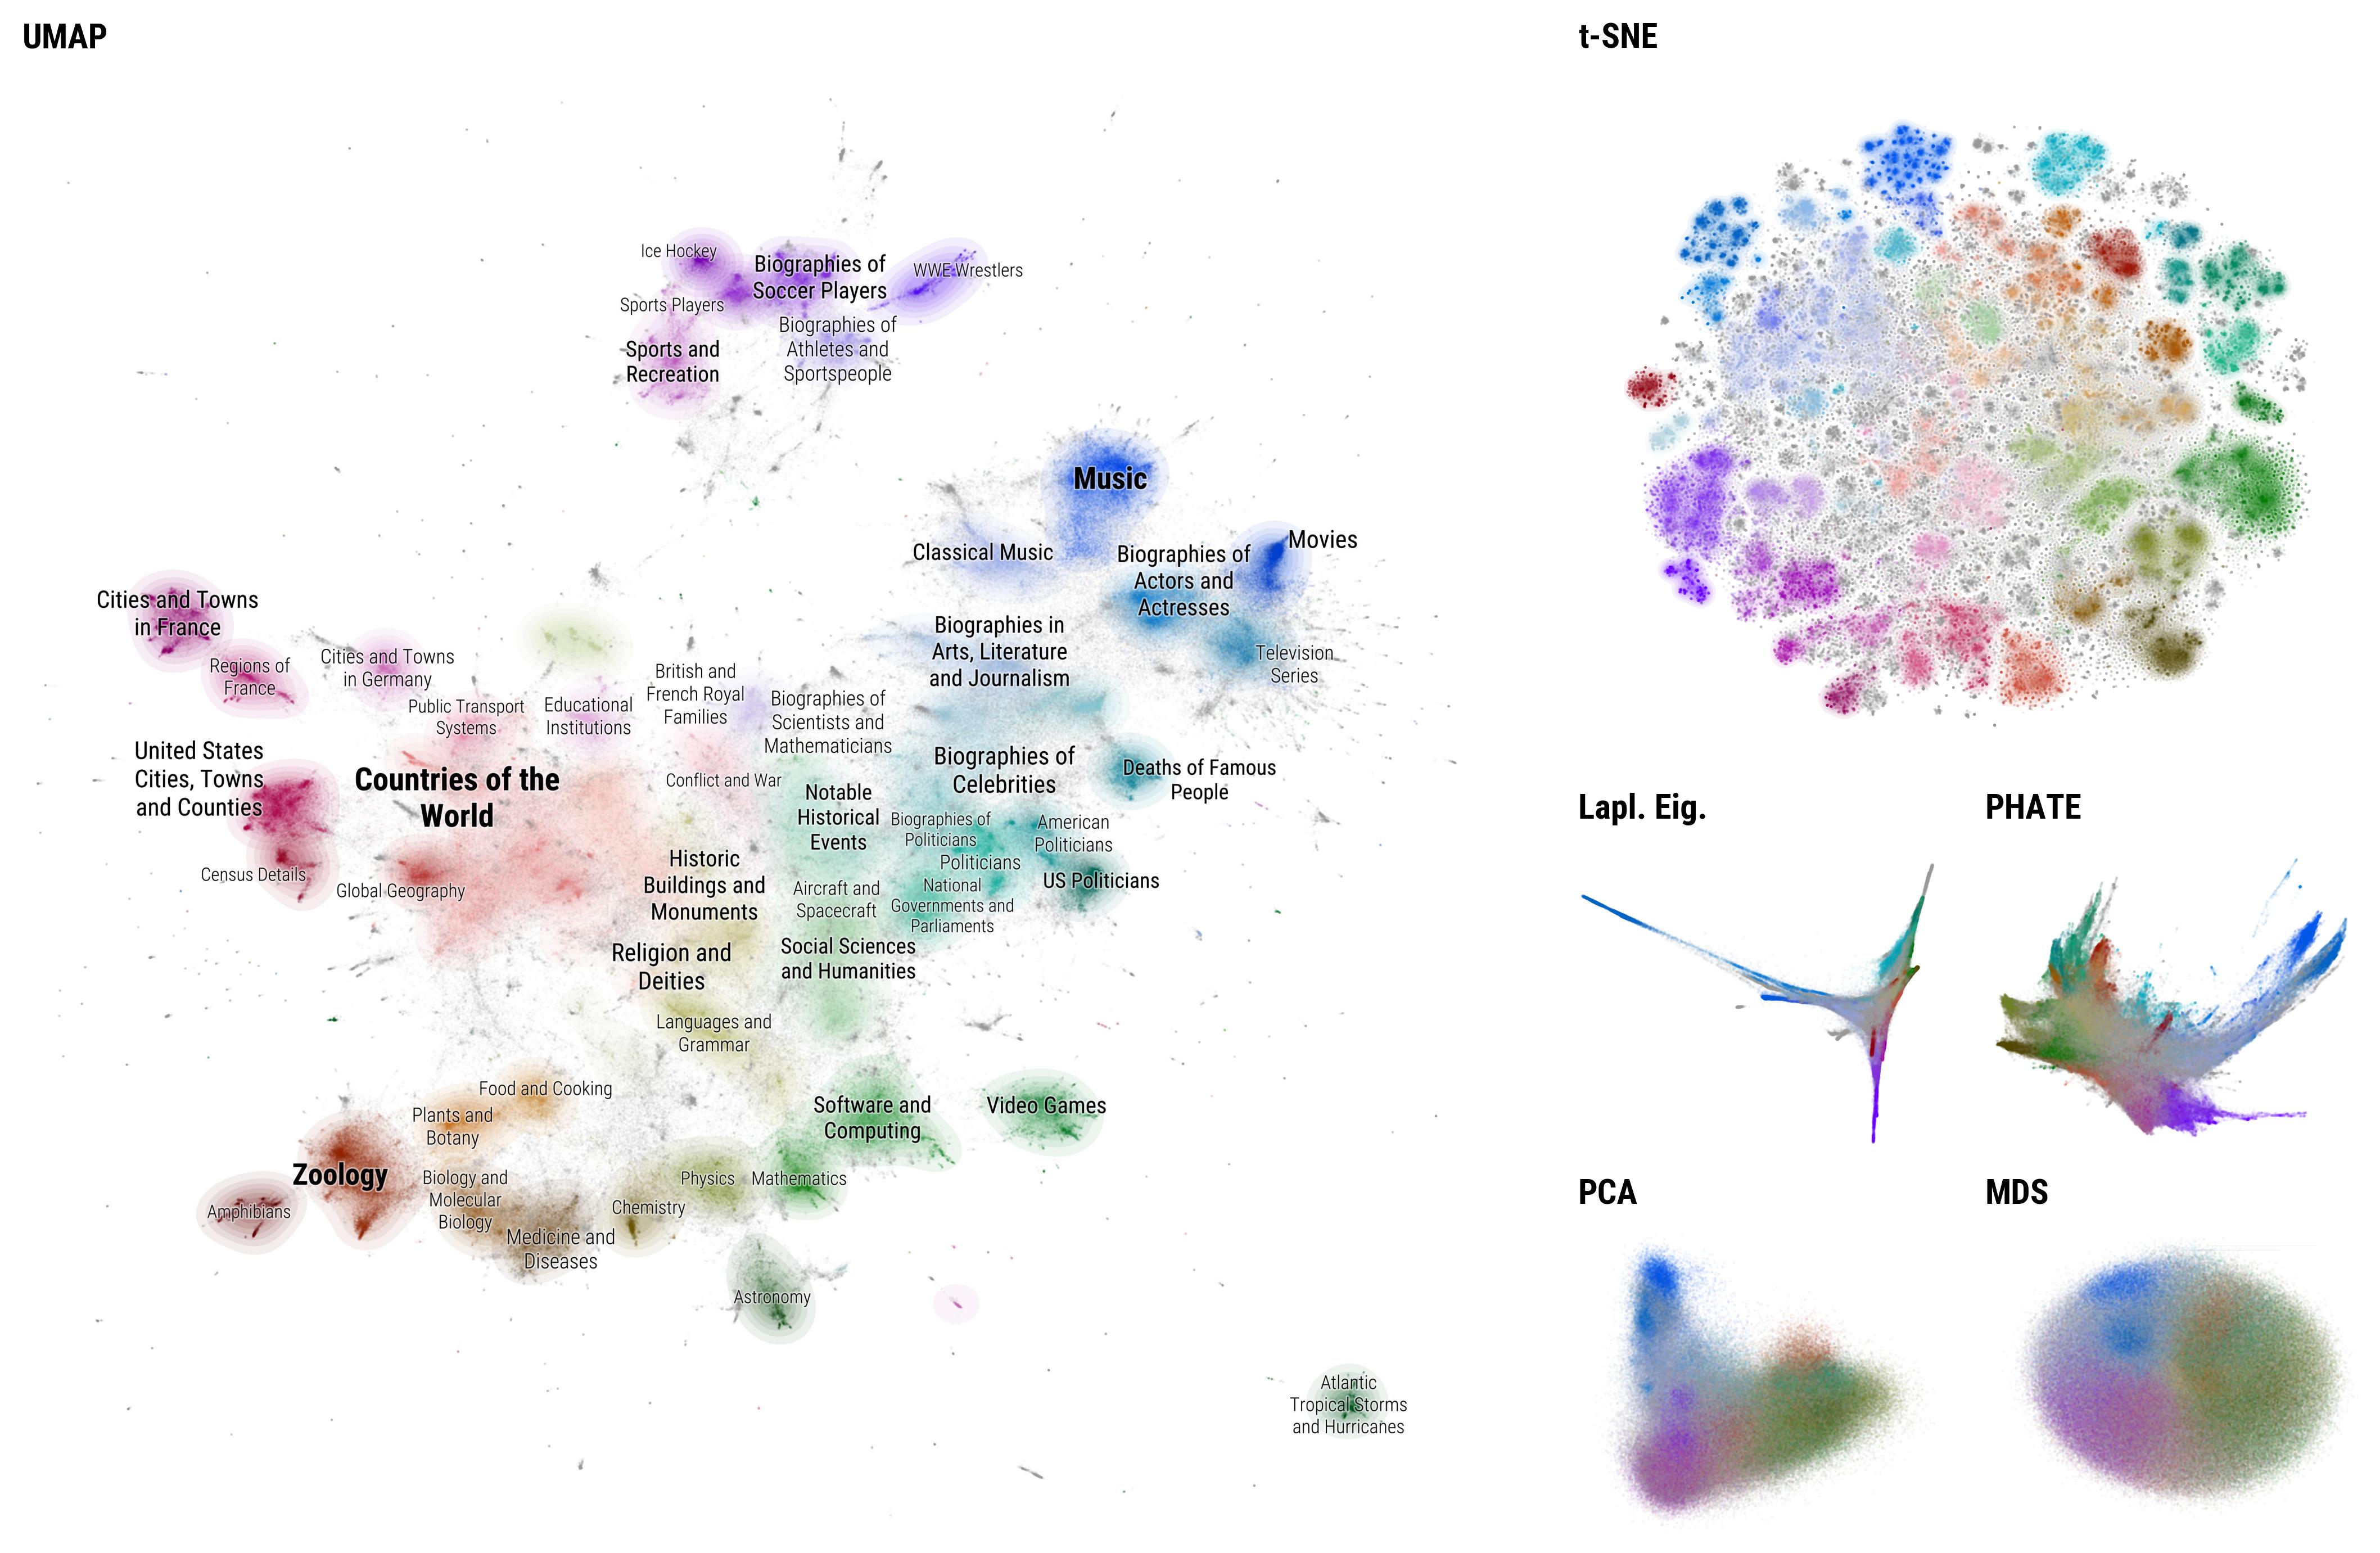 UMAP
t-SNE
Ice Hockey
Biographies of
Soccer Players
WWE Wrestlers
Sports Players
Biographies of
Athletes and
Sportspeople
Sports and
Recreation
Music
Classical Music
Movies
Biographies of
Actors and
Actresses
Cities and Towns
in France
Biographies in
Arts, Literature
and Journalism
Television
Series
Regions of
France
Cities and Towns
in Germany
British and
French Royal
Families
Public Transport
Systems
Educational
Institutions
Biographies of
Scientists and
Mathematicians
United States
Cities, Towns
and Counties
Countries of the
World
Conflict and War
Biographies of
Celebrities
Deaths of Famous
People
Notable
Historical
Events
Biographies of
Politicians
American
Politicians
Politicians
Census Details
Global Geography
Historic
Buildings and
Monuments
Aircraft and
Spacecraft
National
Governments and
Parliaments
US Politicians
Religion and
Deities
Social Sciences
and Humanities
Languages and
Grammar
Food and Cooking
Plants and
Botany
Software and
Computing
Video Games
Zoology
Biology and
Molecular
Biology
Physics
Mathematics
Amphibians
Chemistry
Medicine and
Diseases
Astronomy
Atlantic
Tropical Storms
and Hurricanes
Lapl. Eig.
PHATE
PCA
MDS